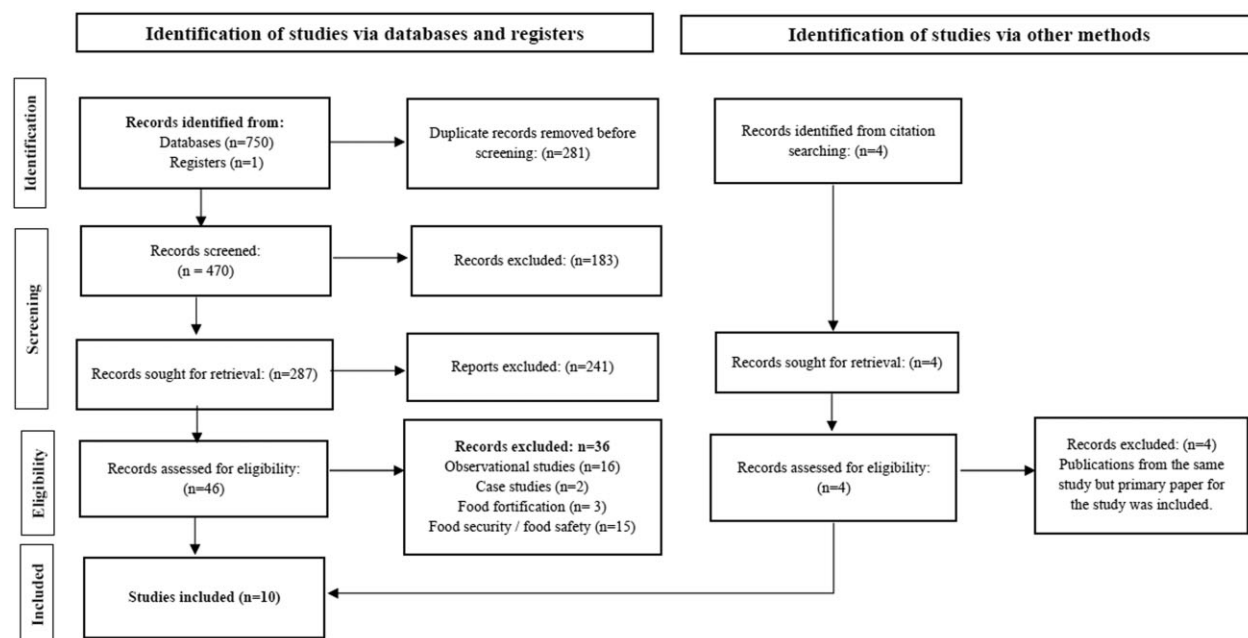 Identification of studies via databases and registers
Identification of studies via other methods
Identification
Records identified from:
Databases (n=750)
Registers (n=1)
Duplicate records removed before
screening: (n=281)
Records identified from citation
searching: (n=4)
Screening
Records screened:
(n = 470)
Records excluded: (n=183)
Records sought for retrieval: (n=287)
Reports excluded: (n=241)
Records sought for retrieval: (n=4)
Eligibility
Records assessed for eligibility:
(n=46)
Records excluded: n=36
Observational studies (n=16)
Case studies (n=2)
Food fortification (n= 3)
Food security / food safety (n=15)
Records assessed for eligibility:
(n=4)
Records excluded: (n=4)
Publications from the same
study but primary paper for
the study was included.
Included
Studies included (n=10)